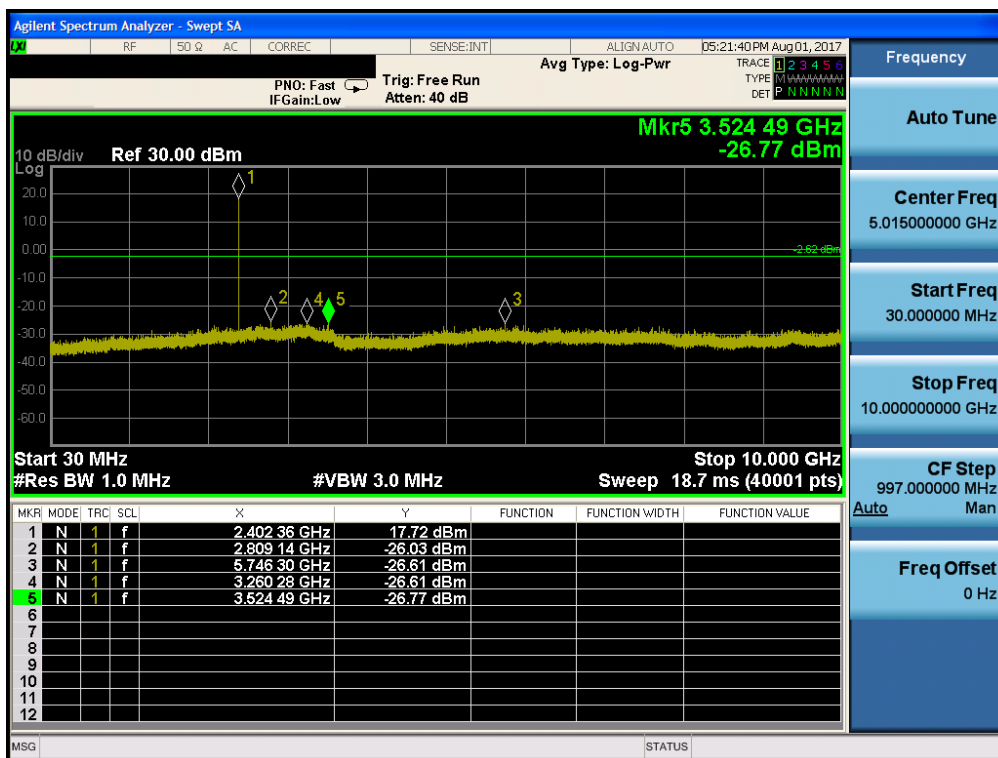 Agilent Spectrum Analyzer - Swept SA
LXI RF 50 Ω AC CORREC SENSE:INT ALIGN AUTO 05:21:40 PM Aug 01, 2017
PNO: Fast
IFGain:Low
Trig: Free Run
Atten: 40 dB
Avg Type: Log-Pwr
TRACE 1 2 3 4 5 6
TYPE M
DET P N N N N N
Mkr5 3.524 49 GHz
-26.77 dBm
10 dB/div Ref 30.00 dBm
Log
20.0
10.0
0.00
-10.0
-20.0
-30.0
-40.0
-50.0
-60.0
-2.62 dBm
1
2
4
5
3
Start 30 MHz Stop 10.000 GHz
#Res BW 1.0 MHz #VBW 3.0 MHz Sweep 18.7 ms (40001 pts)
MKR MODE TRC SCL X Y FUNCTION FUNCTION WIDTH FUNCTION VALUE
1 N 1 f 2.402 36 GHz 17.72 dBm
2 N 1 f 2.809 14 GHz -26.03 dBm
3 N 1 f 5.746 30 GHz -26.61 dBm
4 N 1 f 3.260 28 GHz -26.61 dBm
5 N 1 f 3.524 49 GHz -26.77 dBm
6
7
8
9
10
11
12
MSG STATUS
Frequency
Auto Tune
Center Freq
5.015000000 GHz
Start Freq
30.000000 MHz
Stop Freq
10.000000000 GHz
CF Step
997.000000 MHz
Auto Man
Freq Offset
0 Hz